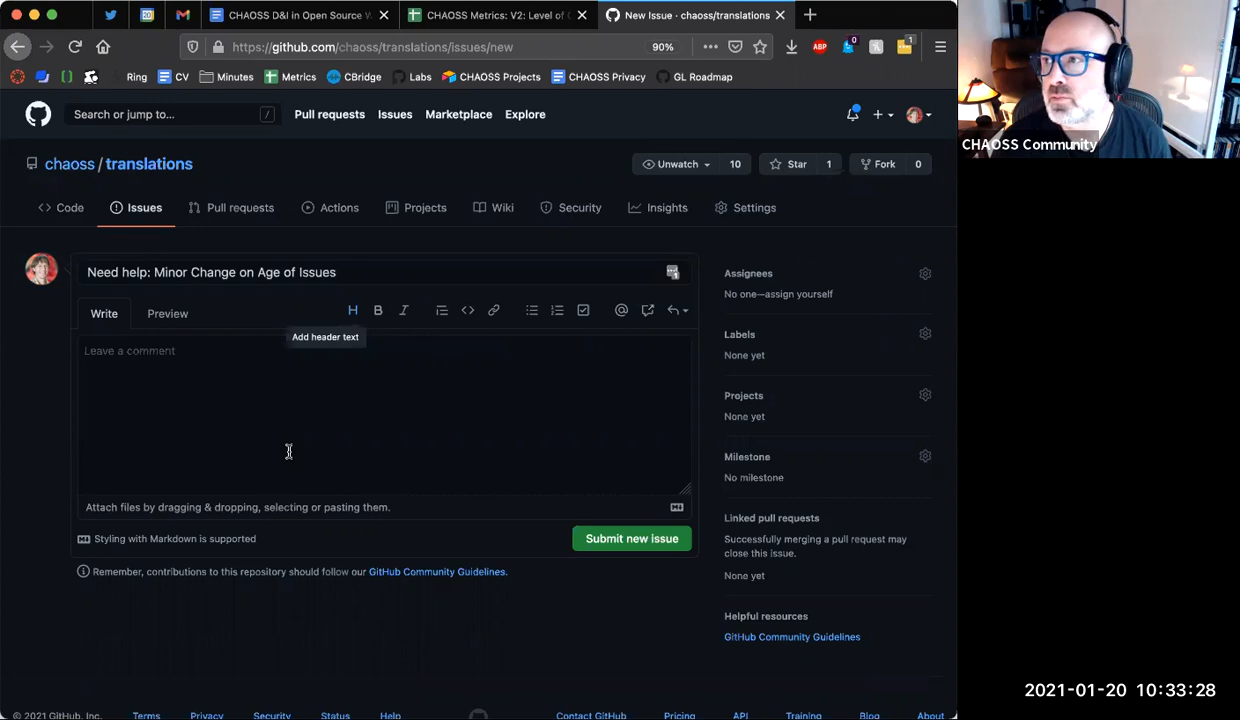 CHAOSS D&I in Open Source W
CHAOSS Metrics: V2: Level of C
New Issue · chaoss/translations
https://github.com/chaoss/translations/issues/new
90%
ABP
0
1
Ring
CV
Minutes
Metrics
CBridge
Labs
CHAOSS Projects
CHAOSS Privacy
GL Roadmap
Search or jump to...
/
Pull requests
Issues
Marketplace
Explore
chaoss / translations
Unwatch
10
Star
1
Fork
0
Code
Issues
Pull requests
Actions
Projects
Wiki
Security
Insights
Settings
Need help: Minor Change on Age of Issues
Write
Preview
Add header text
Leave a comment
Attach files by dragging & dropping, selecting or pasting them.
Styling with Markdown is supported
Submit new issue
Remember, contributions to this repository should follow our GitHub Community Guidelines.
Assignees
No one—assign yourself
Labels
None yet
Projects
None yet
Milestone
No milestone
Linked pull requests
Successfully merging a pull request may
close this issue.
None yet
Helpful resources
GitHub Community Guidelines
© 2021 GitHub, Inc.
Terms
Privacy
Security
Status
Help
Contact GitHub
Pricing
API
Training
Blog
About
CHAOSS Community
2021-01-20 10:33:28